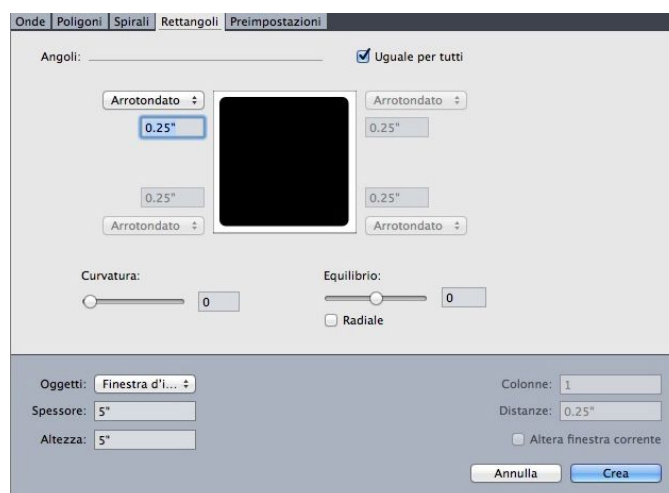 Onde Poligoni Spirali Rettangoli Preimpostazioni
Angoli: Uguale per tutti
Arrotondato Arrotondato
0.25" 0.25"
0.25" 0.25"
Arrotondato Arrotondato
Curvatura: Equilibrio:
0 0
Radiale
Oggetti: Finestra d'i... Colonne: 1
Spessore: 5" Distanze: 0.25"
Altezza: 5" Altera finestra corrente
Annulla Crea